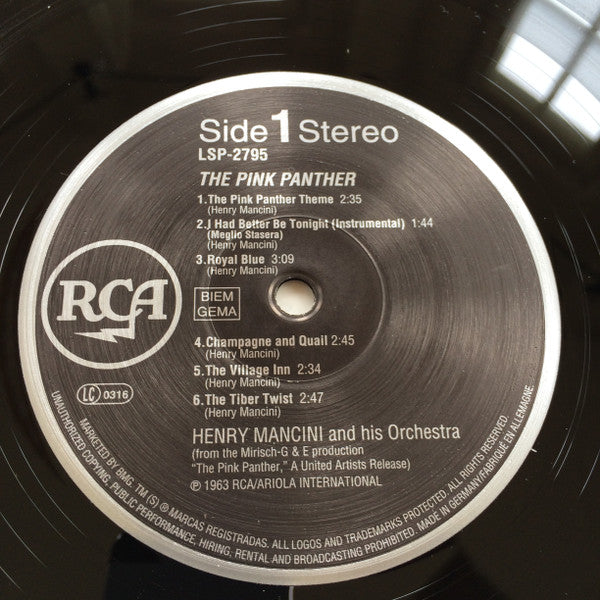 Side 1 Stereo
LSP-2795
THE PINK PANTHER
1.The Pink Panther Theme 2:35
(Henry Mancini)
2.I Had Better Be Tonight (Instrumental) 1:44
(Meglio Stasera)
(Henry Mancini)
3.Royal Blue 3:09
(Henry Mancini)
RCA
BIEM
GEMA
4.Champagne and Quail 2:45
(Henry Mancini)
5.The Village Inn 2:34
(Henry Mancini)
6.The Tiber Twist 2:47
(Henry Mancini)
LC 0316
HENRY MANCINI and his Orchestra
(from the Mirisch-G & E production
"The Pink Panther," A United Artists Release)
℗ 1963 RCA/ARIOLA INTERNATIONAL
MARKETED BY BMG. TM (S) ® MARCAS REGISTRADAS. ALL LOGOS AND TRADEMARKS PROTECTED. ALL RIGHTS RESERVED.
UNAUTHORIZED COPYING, PUBLIC PERFORMANCE, HIRING, RENTAL AND BROADCASTING PROHIBITED. MADE IN GERMANY/FABRIQUÉ EN ALLEMAGNE.